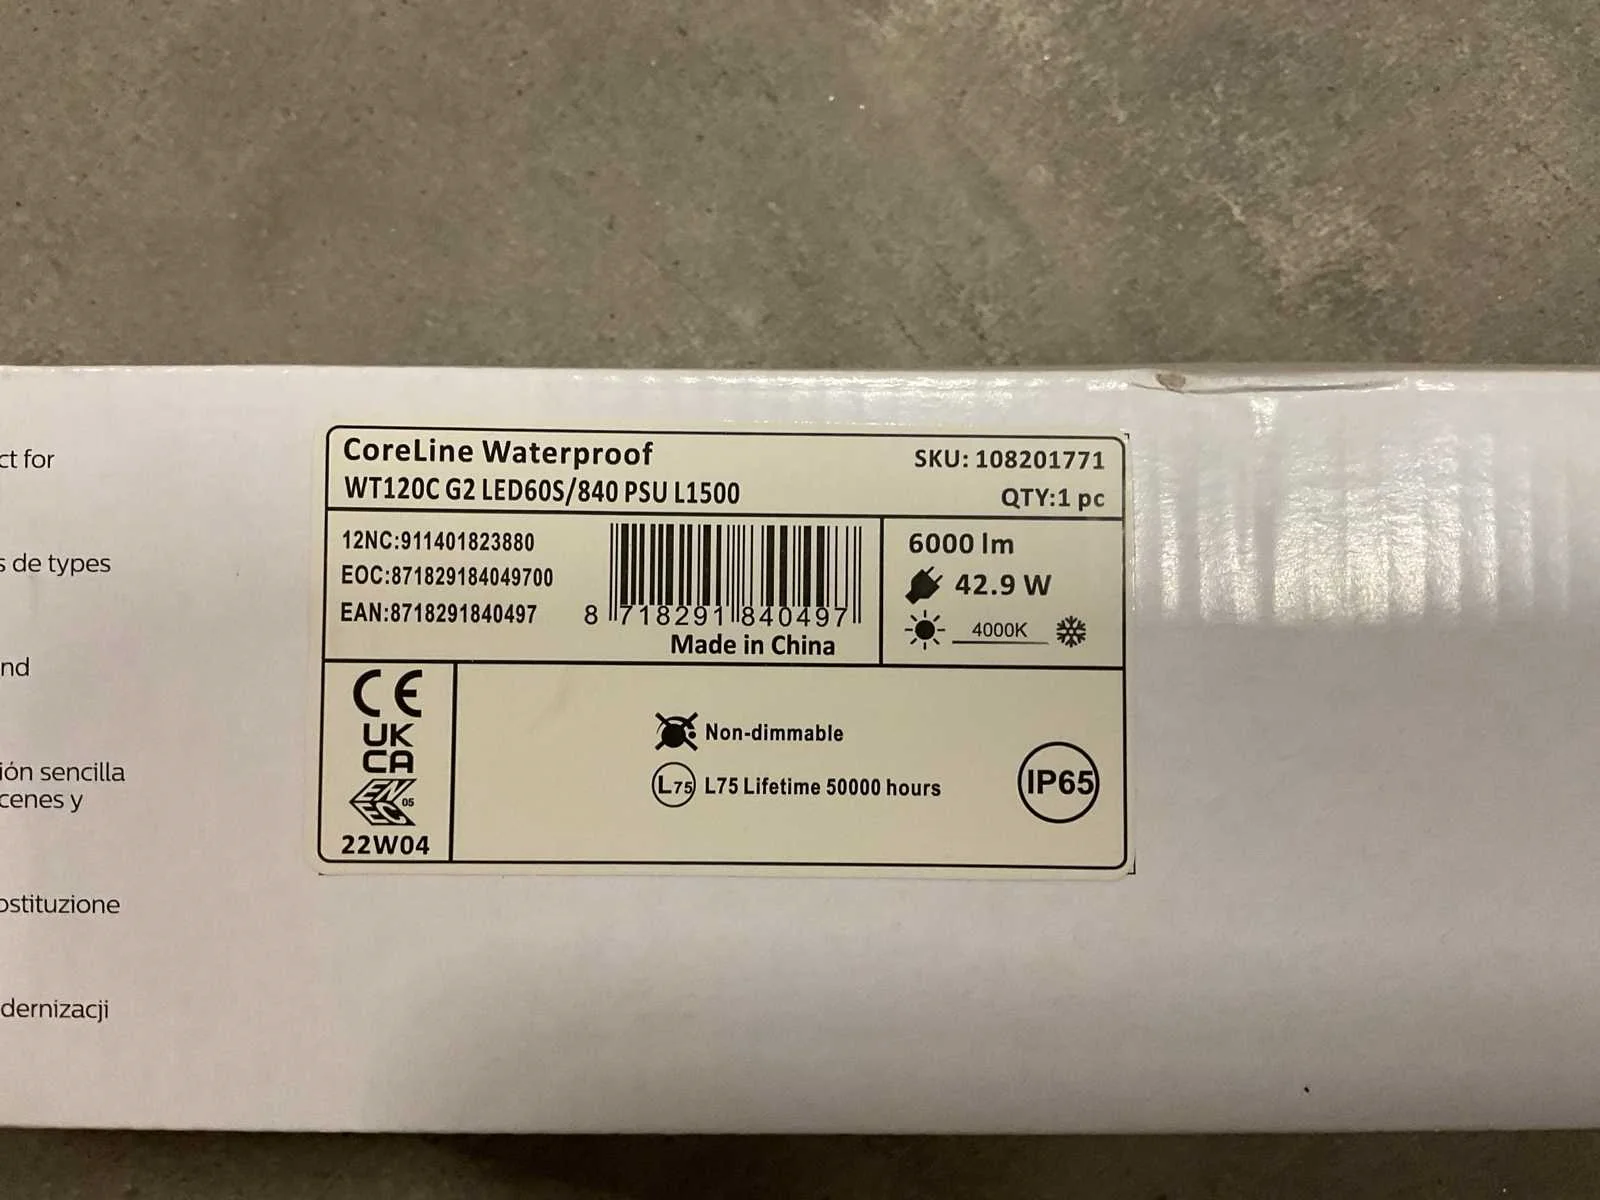 ct for
s de types
nd
ión sencilla
cenes y
ostituzione
dernizacji
CoreLine Waterproof
WT120C G2 LED60S/840 PSU L1500
SKU: 108201771
QTY:1 pc
12NC:911401823880
EOC:871829184049700
EAN:8718291840497
8 718291 840497
Made in China
6000 lm
42.9 W
4000K
CE
UK
CA
ENEC 05
22W04
Non-dimmable
L75 L75 Lifetime 50000 hours
IP65